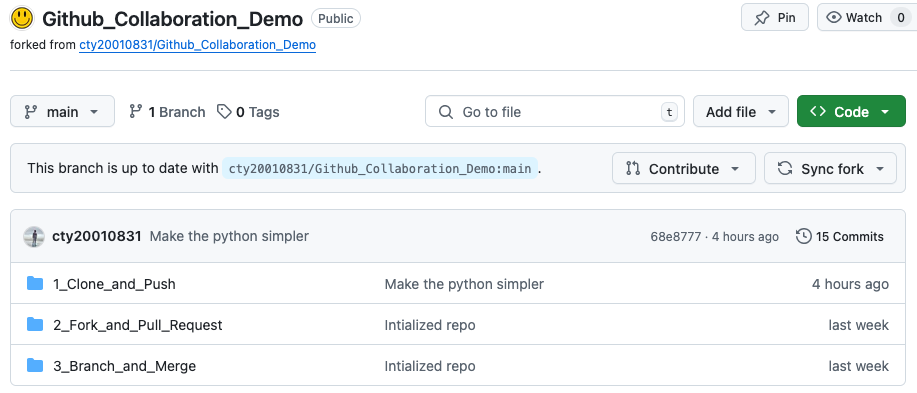 Github_Collaboration_Demo Public Pin Watch 0
forked from cty20010831/Github_Collaboration_Demo
main 1 Branch 0 Tags Go to file t Add file Code
This branch is up to date with cty20010831/Github_Collaboration_Demo:main . Contribute Sync fork
cty20010831 Make the python simpler 68e8777 · 4 hours ago 15 Commits
1_Clone_and_Push Make the python simpler 4 hours ago
2_Fork_and_Pull_Request Intialized repo last week
3_Branch_and_Merge Intialized repo last week